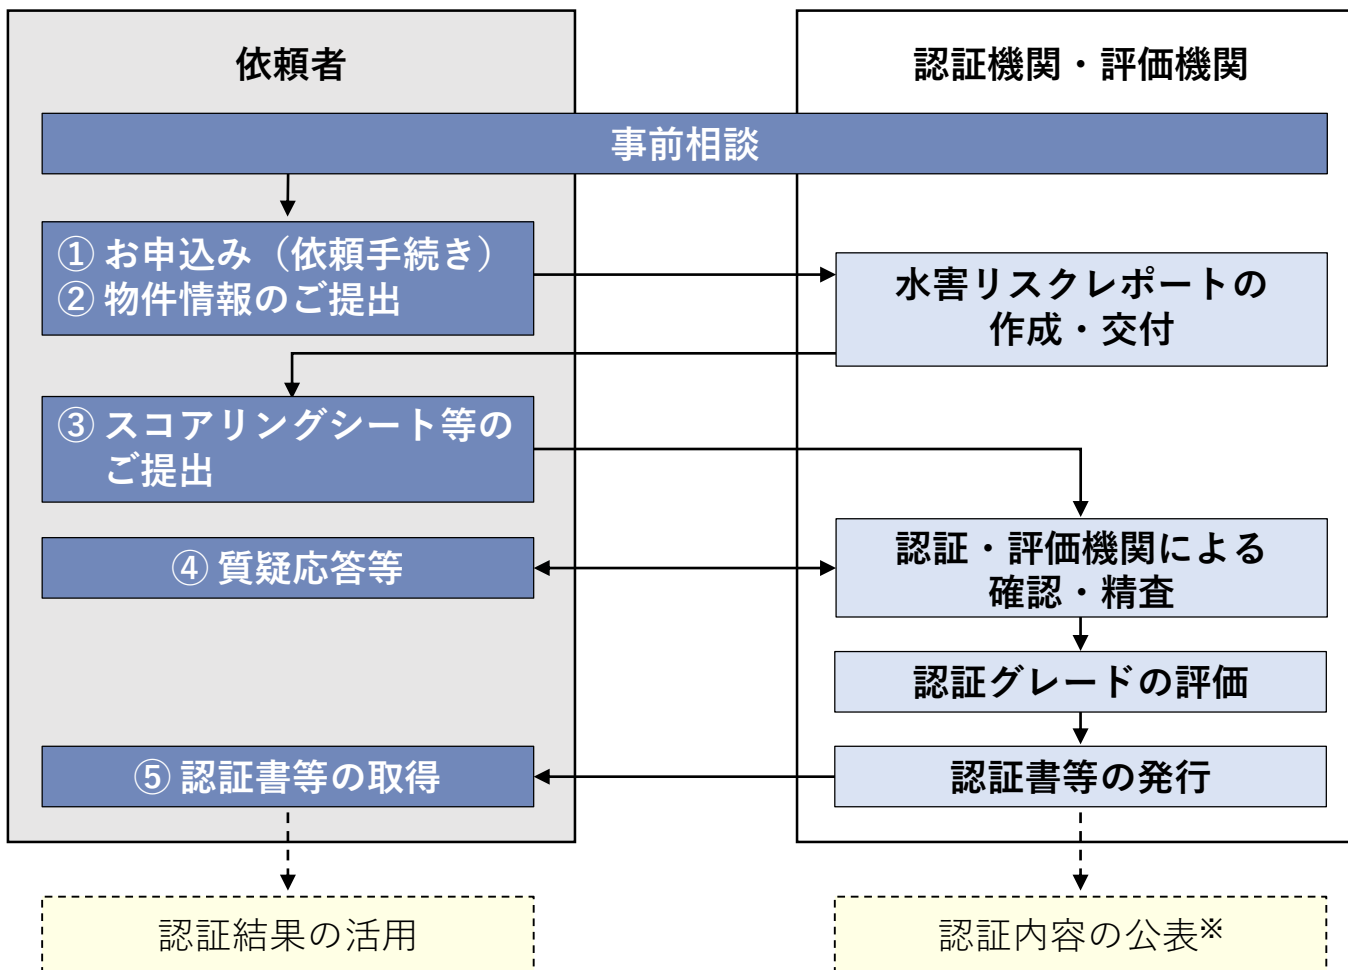 依頼者
認証機関・評価機関
事前相談
① お申込み（依頼手続き）
② 物件情報のご提出
水害リスクレポートの
作成・交付
③ スコアリングシート等の
ご提出
認証・評価機関による
確認・精査
④ 質疑応答等
認証グレードの評価
⑤ 認証書等の取得
認証書等の発行
認証結果の活用
認証内容の公表※